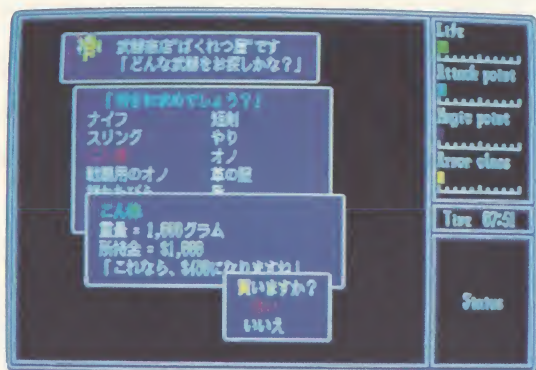 武器商店"ばくれつ屋"です
「どんな武器をお探しかな？」
「何をお求めでしょう？」
ナイフ 短剣
スリング やり
オノ
戦闘用のオノ 革の鎧
こん棒
重量 = 1,600グラム
所持金 = $1,000
「これなら、$470になりますね」
買いますか？
はい
いいえ
Life
Attack point
Magic point
Armor class
Time 07:51
Status